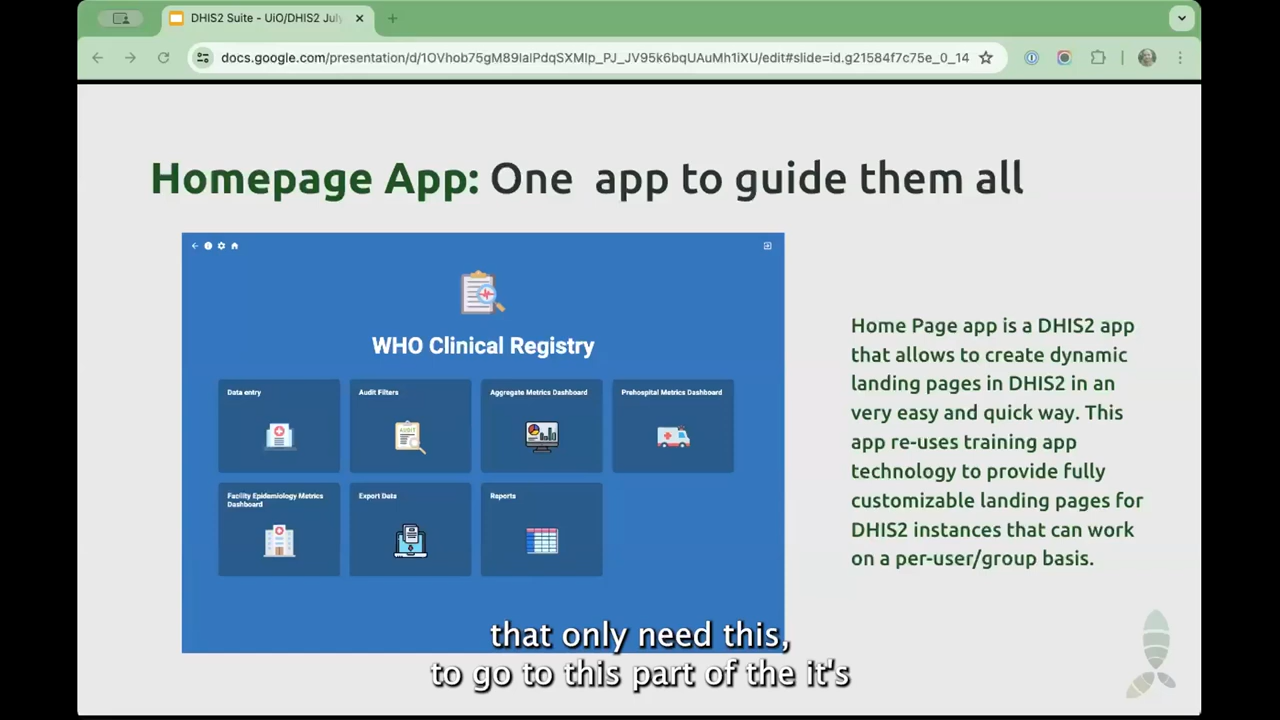 DHIS2 Suite - UiO/DHIS2 July
docs.google.com/presentation/d/1OVhob75gM89IalPdqSXMIp_PJ_JV95k6bqUAuMh1iXU/edit#slide=id.g21584f7c75e_0_14
Homepage App: One app to guide them all
WHO Clinical Registry
Data entry
Audit Filters
Aggregate Metrics Dashboard
Prehospital Metrics Dashboard
AUDIT
Facility Epidemiology Metrics
Dashboard
Export Data
Reports
Home Page app is a DHIS2 app
that allows to create dynamic
landing pages in DHIS2 in an
very easy and quick way. This
app re-uses training app
technology to provide fully
customizable landing pages for
DHIS2 instances that can work
on a per-user/group basis.
that only need this,
to go to this part of the it's